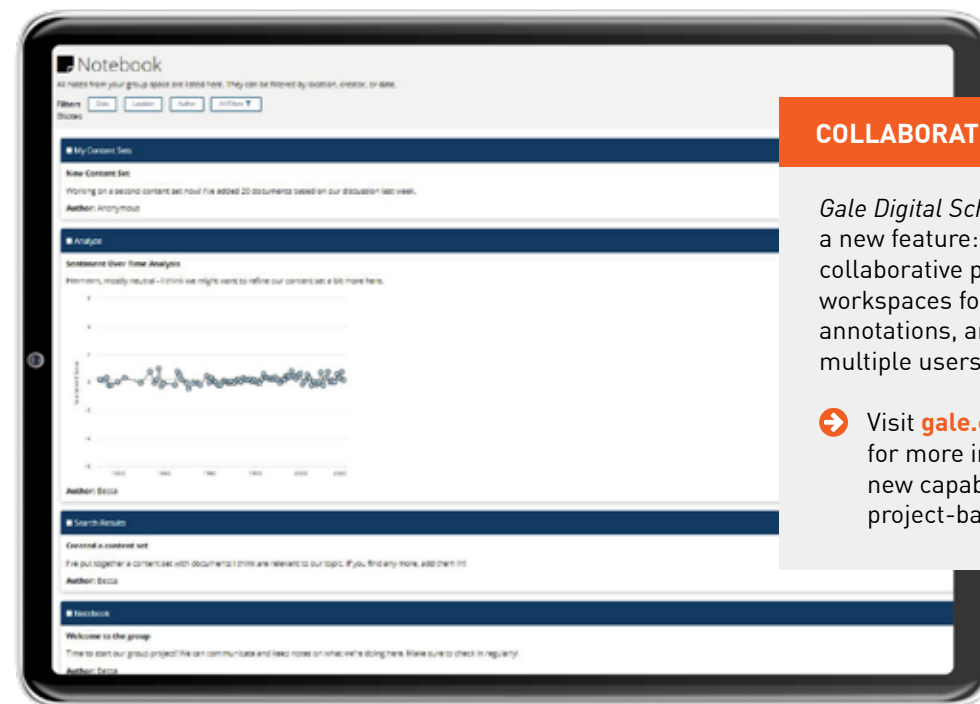 Notebook
All notes from your group space are listed here. They can be filtered by location, creator, or date.
Filters
Date
Location
Author
All Filters
My Content Sets
New Content Set
Working on a second content set now! I've added 20 documents based on our discussion last week.
Author: Anonymous
Analyze
Sentiment Over Time Analysis
Hmmmm, mostly neutral - I think we might want to refine our content set a bit more here.
Author: Becca
Search Results
Created a content set
I've put together a content set with documents I think are relevant to our topic. If you find any more, add them in!
Author: Becca
Notebook
Welcome to the group
Time to start our group project! We can communicate and keep notes on what we're doing here. Make sure to check in regularly!
Author: Becca
COLLABORAT
Gale Digital Sch
a new feature:
collaborative p
workspaces fo
annotations, a
multiple users
Visit gale.
for more i
new capab
project-ba